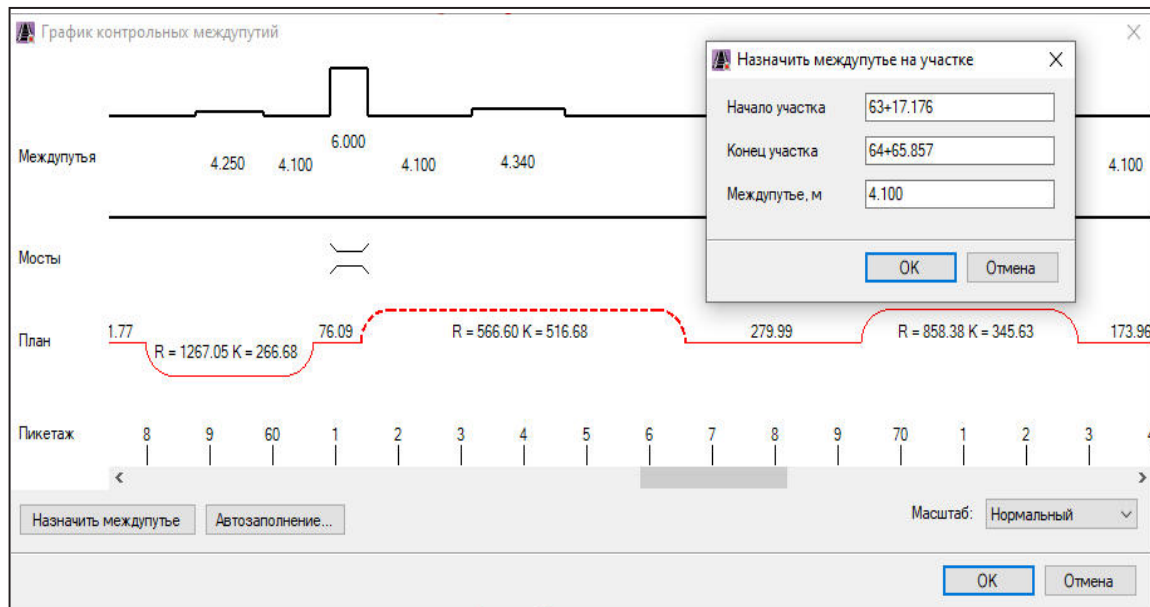 График контрольных междупутий
Назначить междупутье на участке
Начало участка 63+17.176
Конец участка 64+65.857
Междупутье, м 4.100
OK Отмена
Междупутья 4.250 4.100 6.000 4.100 4.340 4.100
Мосты
План 1.77 R = 1267.05 K = 266.68 76.09 R = 566.60 K = 516.68 279.99 R = 858.38 K = 345.63 173.96
Пикетаж 8 9 60 1 2 3 4 5 6 7 8 9 70 1 2 3
Назначить междупутье Автозаполнение... Масштаб: Нормальный
OK Отмена